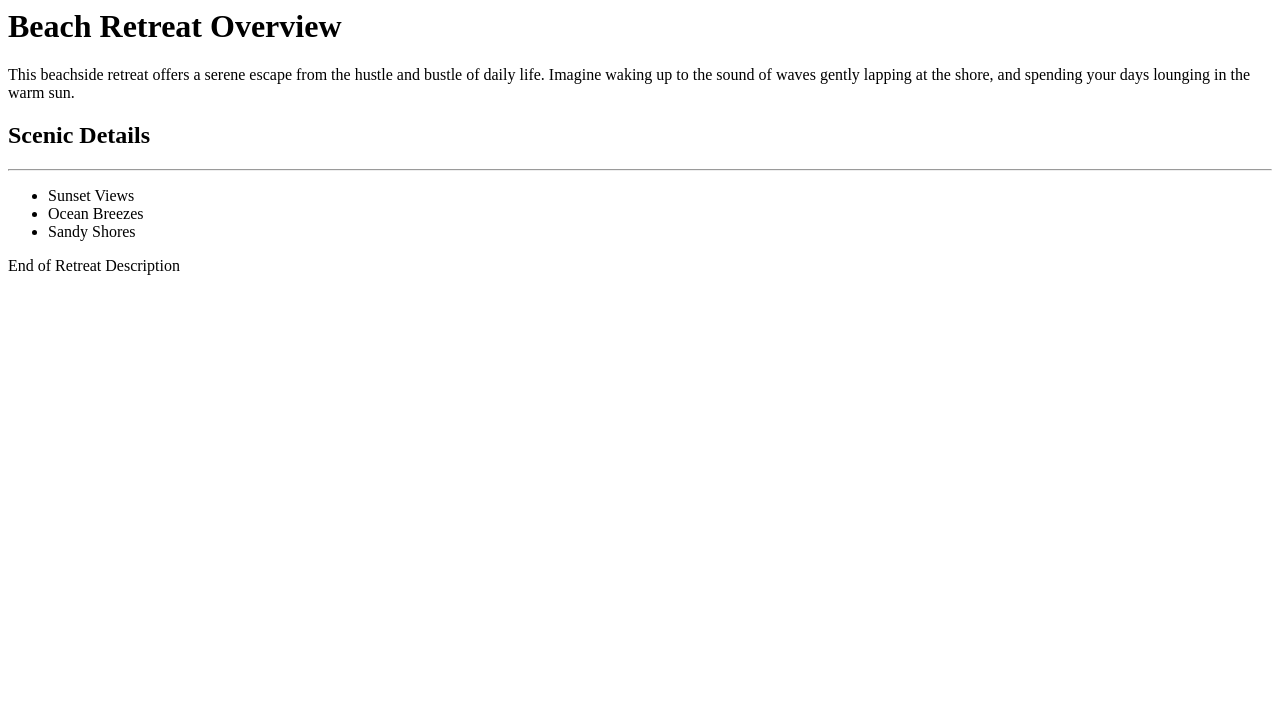 Beach Retreat Overview
This beachside retreat offers a serene escape from the hustle and bustle of daily life. Imagine waking up to the sound of waves gently lapping at the shore, and spending your days lounging in the
warm sun.
Scenic Details
Sunset Views
Ocean Breezes
Sandy Shores
End of Retreat Description